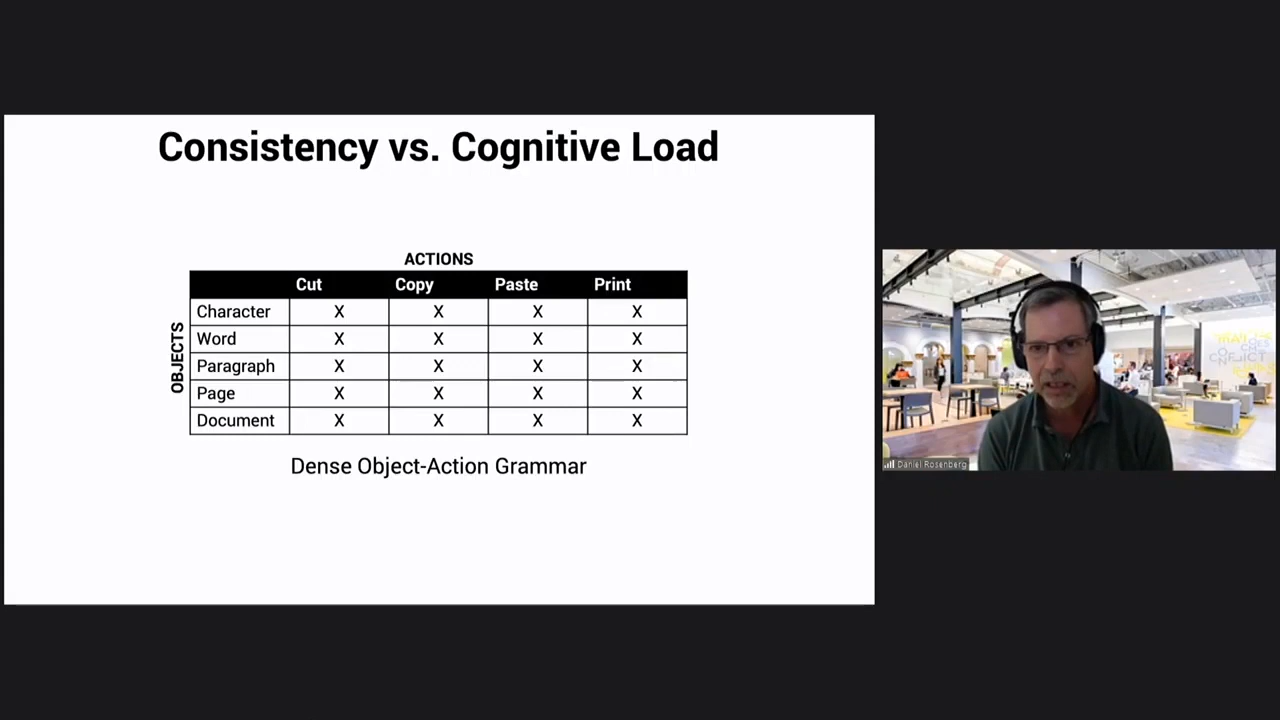 Consistency vs. Cognitive Load
ACTIONS
Cut Copy Paste Print
OBJECTS
Character X X X X
Word X X X X
Paragraph X X X X
Page X X X X
Document X X X X
Dense Object-Action Grammar
Daniel Rosenberg